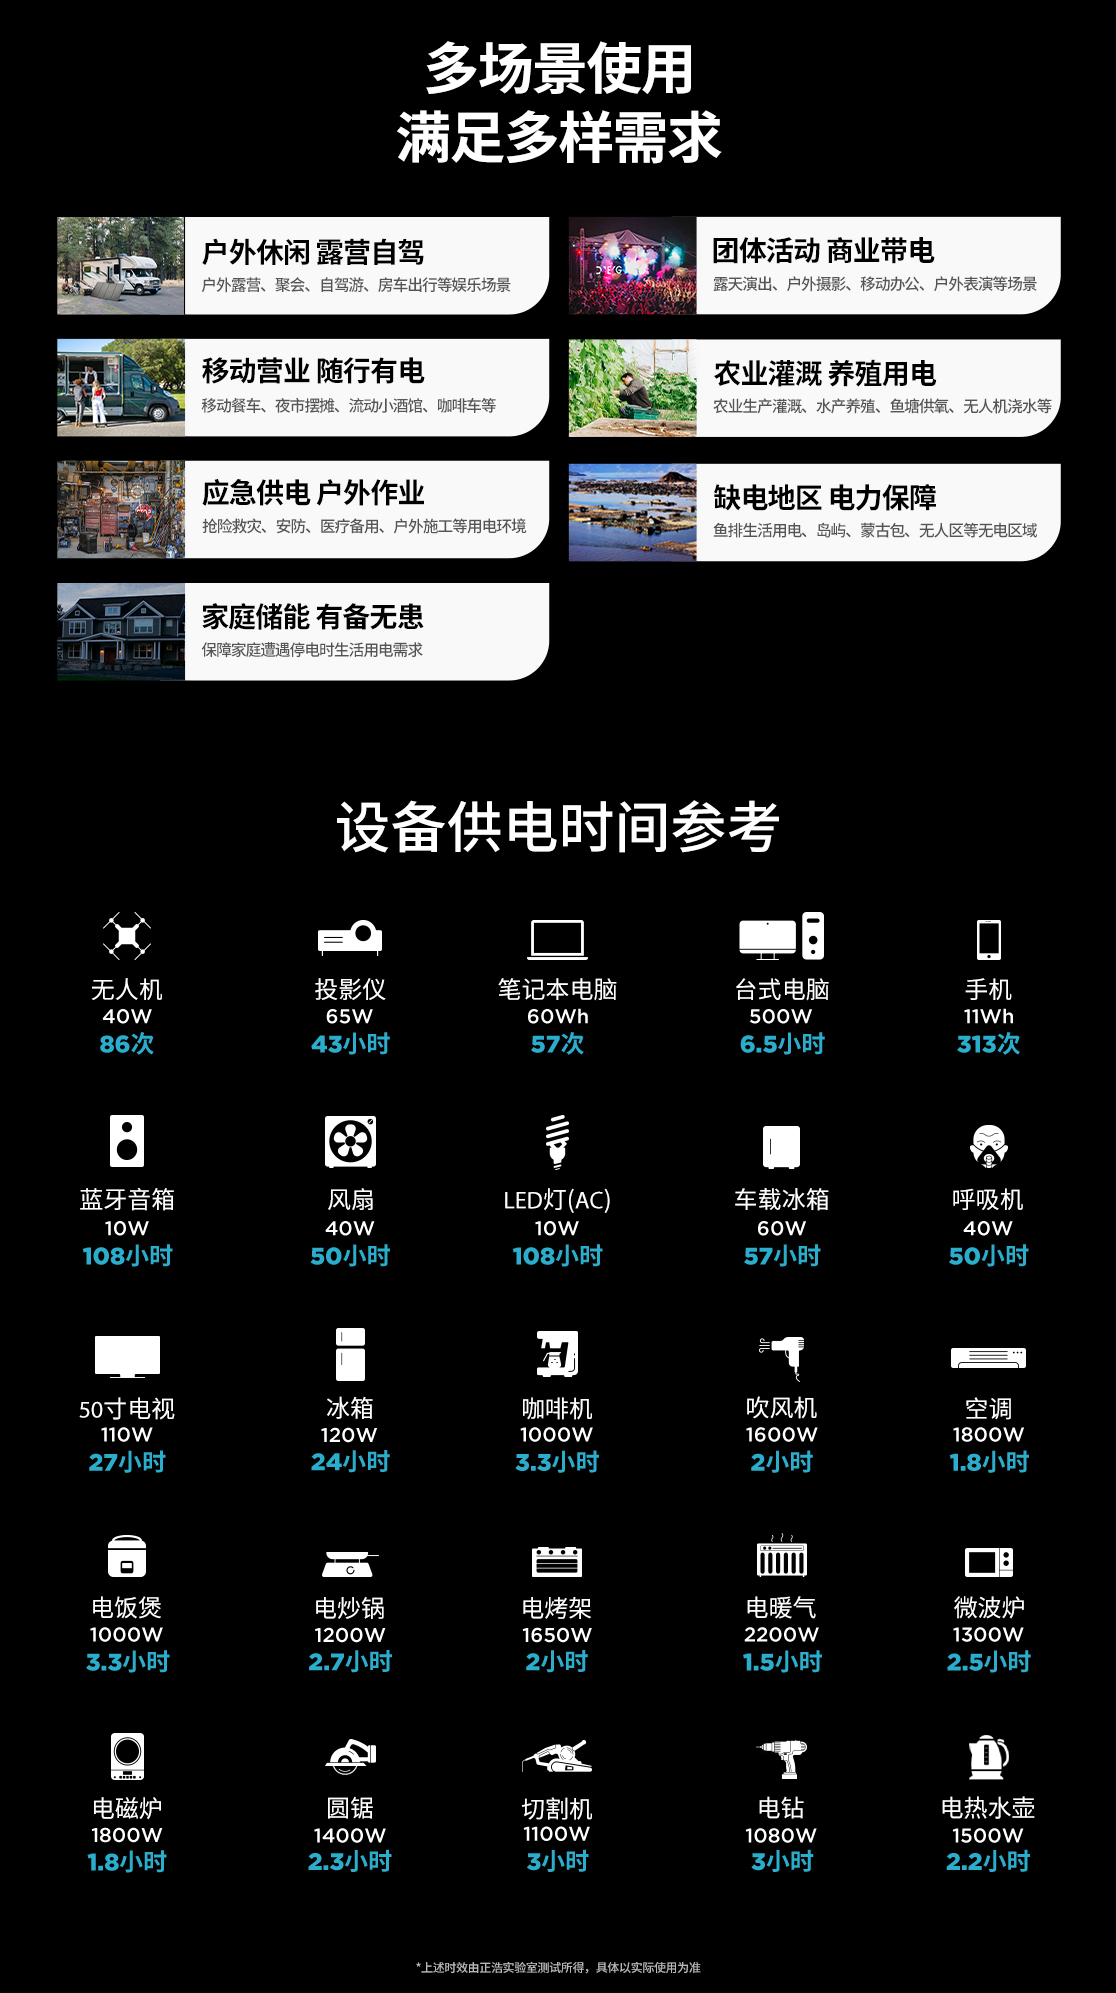 多场景使用
满足多样需求
户外休闲 露营自驾
户外露营、聚会、自驾游、房车出行等娱乐场景
团体活动 商业带电
露天演出、户外摄影、移动办公、户外表演等场景
移动营业 随行有电
移动餐车、夜市摆摊、流动小酒馆、咖啡车等
农业灌溉 养殖用电
农业生产灌溉、水产养殖、鱼塘供氧、无人机浇水等
应急供电 户外作业
抢险救灾、安防、医疗备用、户外施工等用电环境
缺电地区 电力保障
鱼排生活用电、岛屿、蒙古包、无人区等无电区域
家庭储能 有备无患
保障家庭遭遇停电时生活用电需求
设备供电时间参考
无人机
40W
86次
投影仪
65W
43小时
笔记本电脑
60Wh
57次
台式电脑
500W
6.5小时
手机
11Wh
313次
蓝牙音箱
10W
108小时
风扇
40W
50小时
LED灯(AC)
10W
108小时
车载冰箱
60W
57小时
呼吸机
40W
50小时
50寸电视
110W
27小时
冰箱
120W
24小时
咖啡机
1000W
3.3小时
吹风机
1600W
2小时
空调
1800W
1.8小时
电饭煲
1000W
3.3小时
电炒锅
1200W
2.7小时
电烤架
1650W
2小时
电暖气
2200W
1.5小时
微波炉
1300W
2.5小时
电磁炉
1800W
1.8小时
圆锯
1400W
2.3小时
切割机
1100W
3小时
电钻
1080W
3小时
电热水壶
1500W
2.2小时
*上述时效由正浩实验室测试所得，具体以实际使用为准